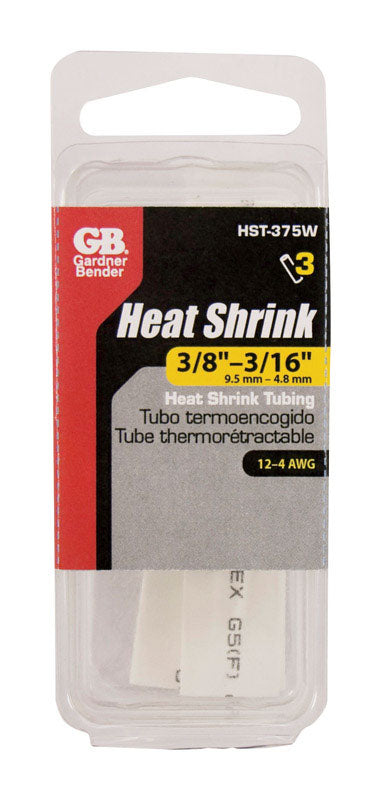 GB.
Gardner
Bender
HST-375W
3
Heat Shrink
3/8"–3/16"
9.5 mm – 4.8 mm
Heat Shrink Tubing
Tubo termoencogido
Tube thermorétractable
12–4 AWG
EX G5(F)